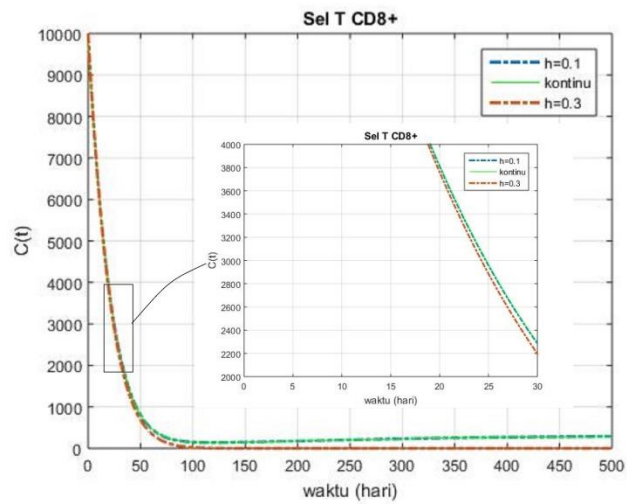 Sel T CD8+
10000
9000
8000
7000
6000
5000
4000
3000
2000
1000
0
C(t)
h=0.1
kontinu
h=0.3
Sel T CD8+
4000
3800
3600
3400
3200
3000
2800
2600
2400
2200
2000
C(t)
h=0.1
kontinu
h=0.3
0 5 10 15 20 25 30
waktu (hari)
0 50 100 150 200 250 300 350 400 450 500
waktu (hari)